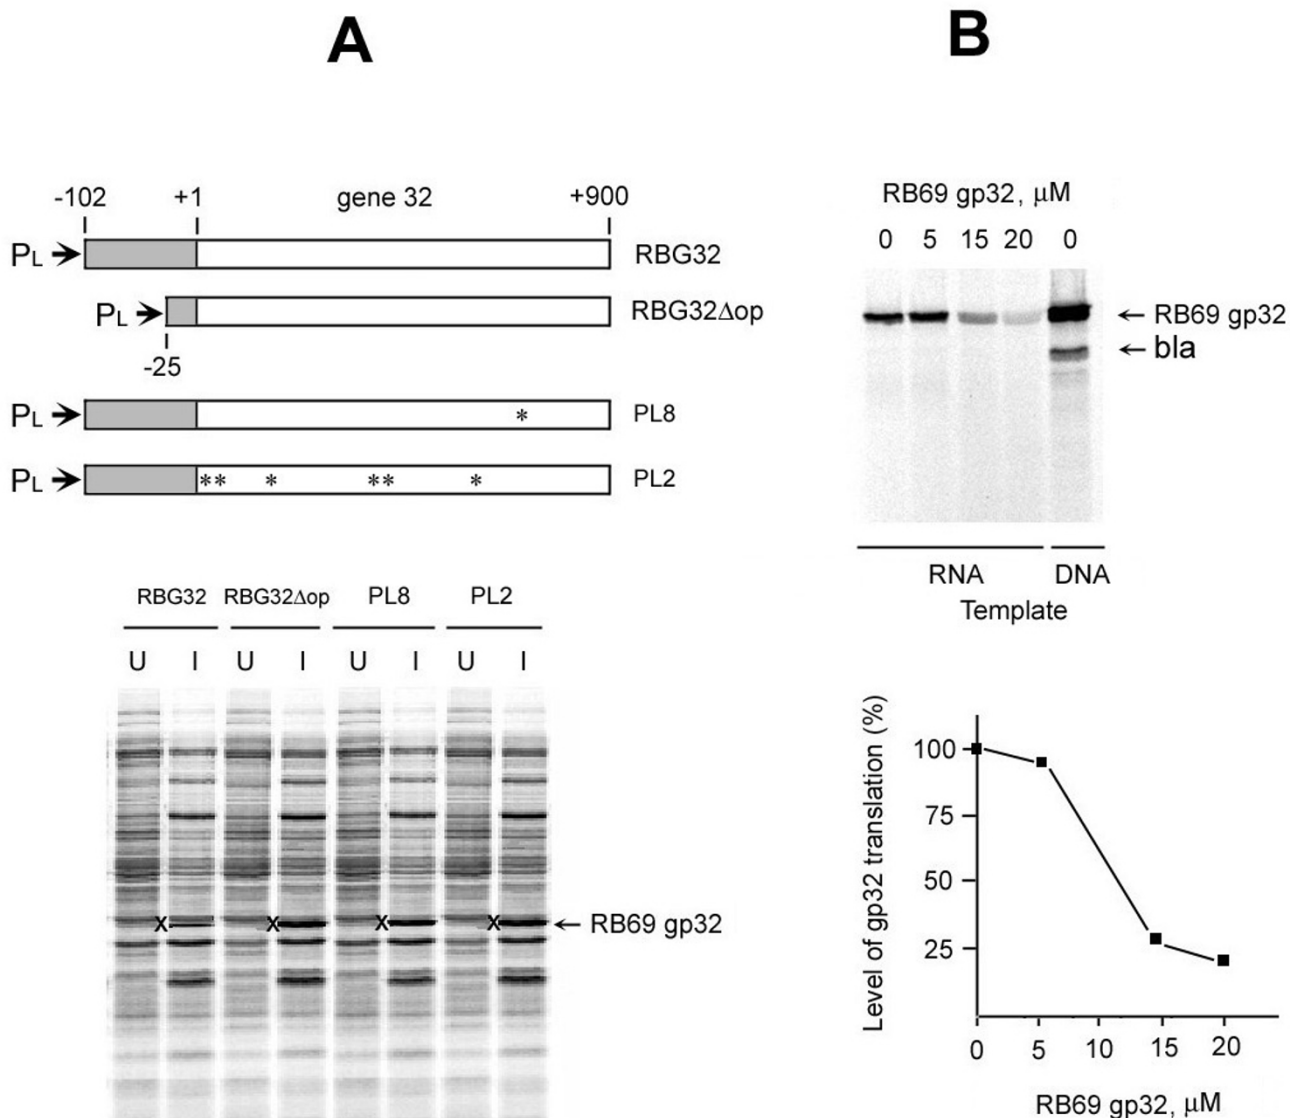 A
-102 +1 gene 32 +900
PL RBG32
PL RBG32Δop
-25
PL * PL8
PL ** * ** * PL2
RBG32 RBG32Δop PL8 PL2
U I U I U I U I
x x x x RB69 gp32
B
RB69 gp32, μM
0 5 15 20 0
RB69 gp32
bla
RNA DNA
Template
Level of gp32 translation (%)
100
75
50
25
0 5 10 15 20
RB69 gp32, μM